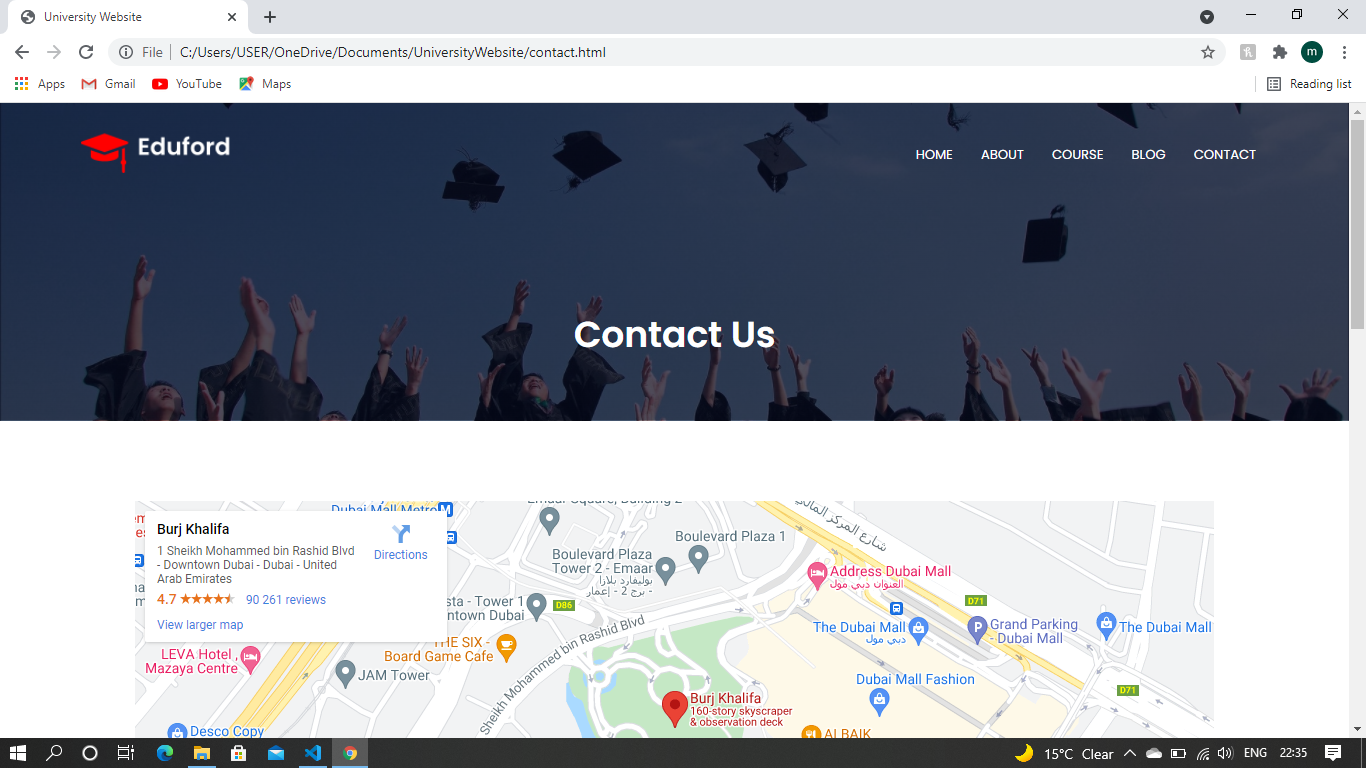 University Website
File
C:/Users/USER/OneDrive/Documents/UniversityWebsite/contact.html
m
Apps
Gmail
YouTube
Maps
Reading list
Eduford
HOME
ABOUT
COURSE
BLOG
CONTACT
Contact Us
Dubai Mall Metro
M
Burj Khalifa
1 Sheikh Mohammed bin Rashid Blvd
- Downtown Dubai - Dubai - United
Arab Emirates
4.7
90 261 reviews
View larger map
Directions
Emaar Square, Building 2
Boulevard Plaza 1
Boulevard Plaza
Tower 2 - Emaar
بوليفارد بلازا
- برج 2 - إعمار
شارع المركز المالي
Address Dubai Mall
العنوان دبي مول
- Tower 1
ntown Dubai
D86
D71
The Dubai Mall
دبي مول
P
Grand Parking
- Dubai Mall
The Dubai Mall
Sheikh Mohammed bin Rashid Blvd
THE SIX -
Board Game Cafe
LEVA Hotel ,
Mazaya Centre
JAM Tower
Dubai Mall Fashion
D71
Burj Khalifa
160-story skyscraper
& observation deck
Desco Copy
ALBAIK
15°C Clear
ENG
22:35